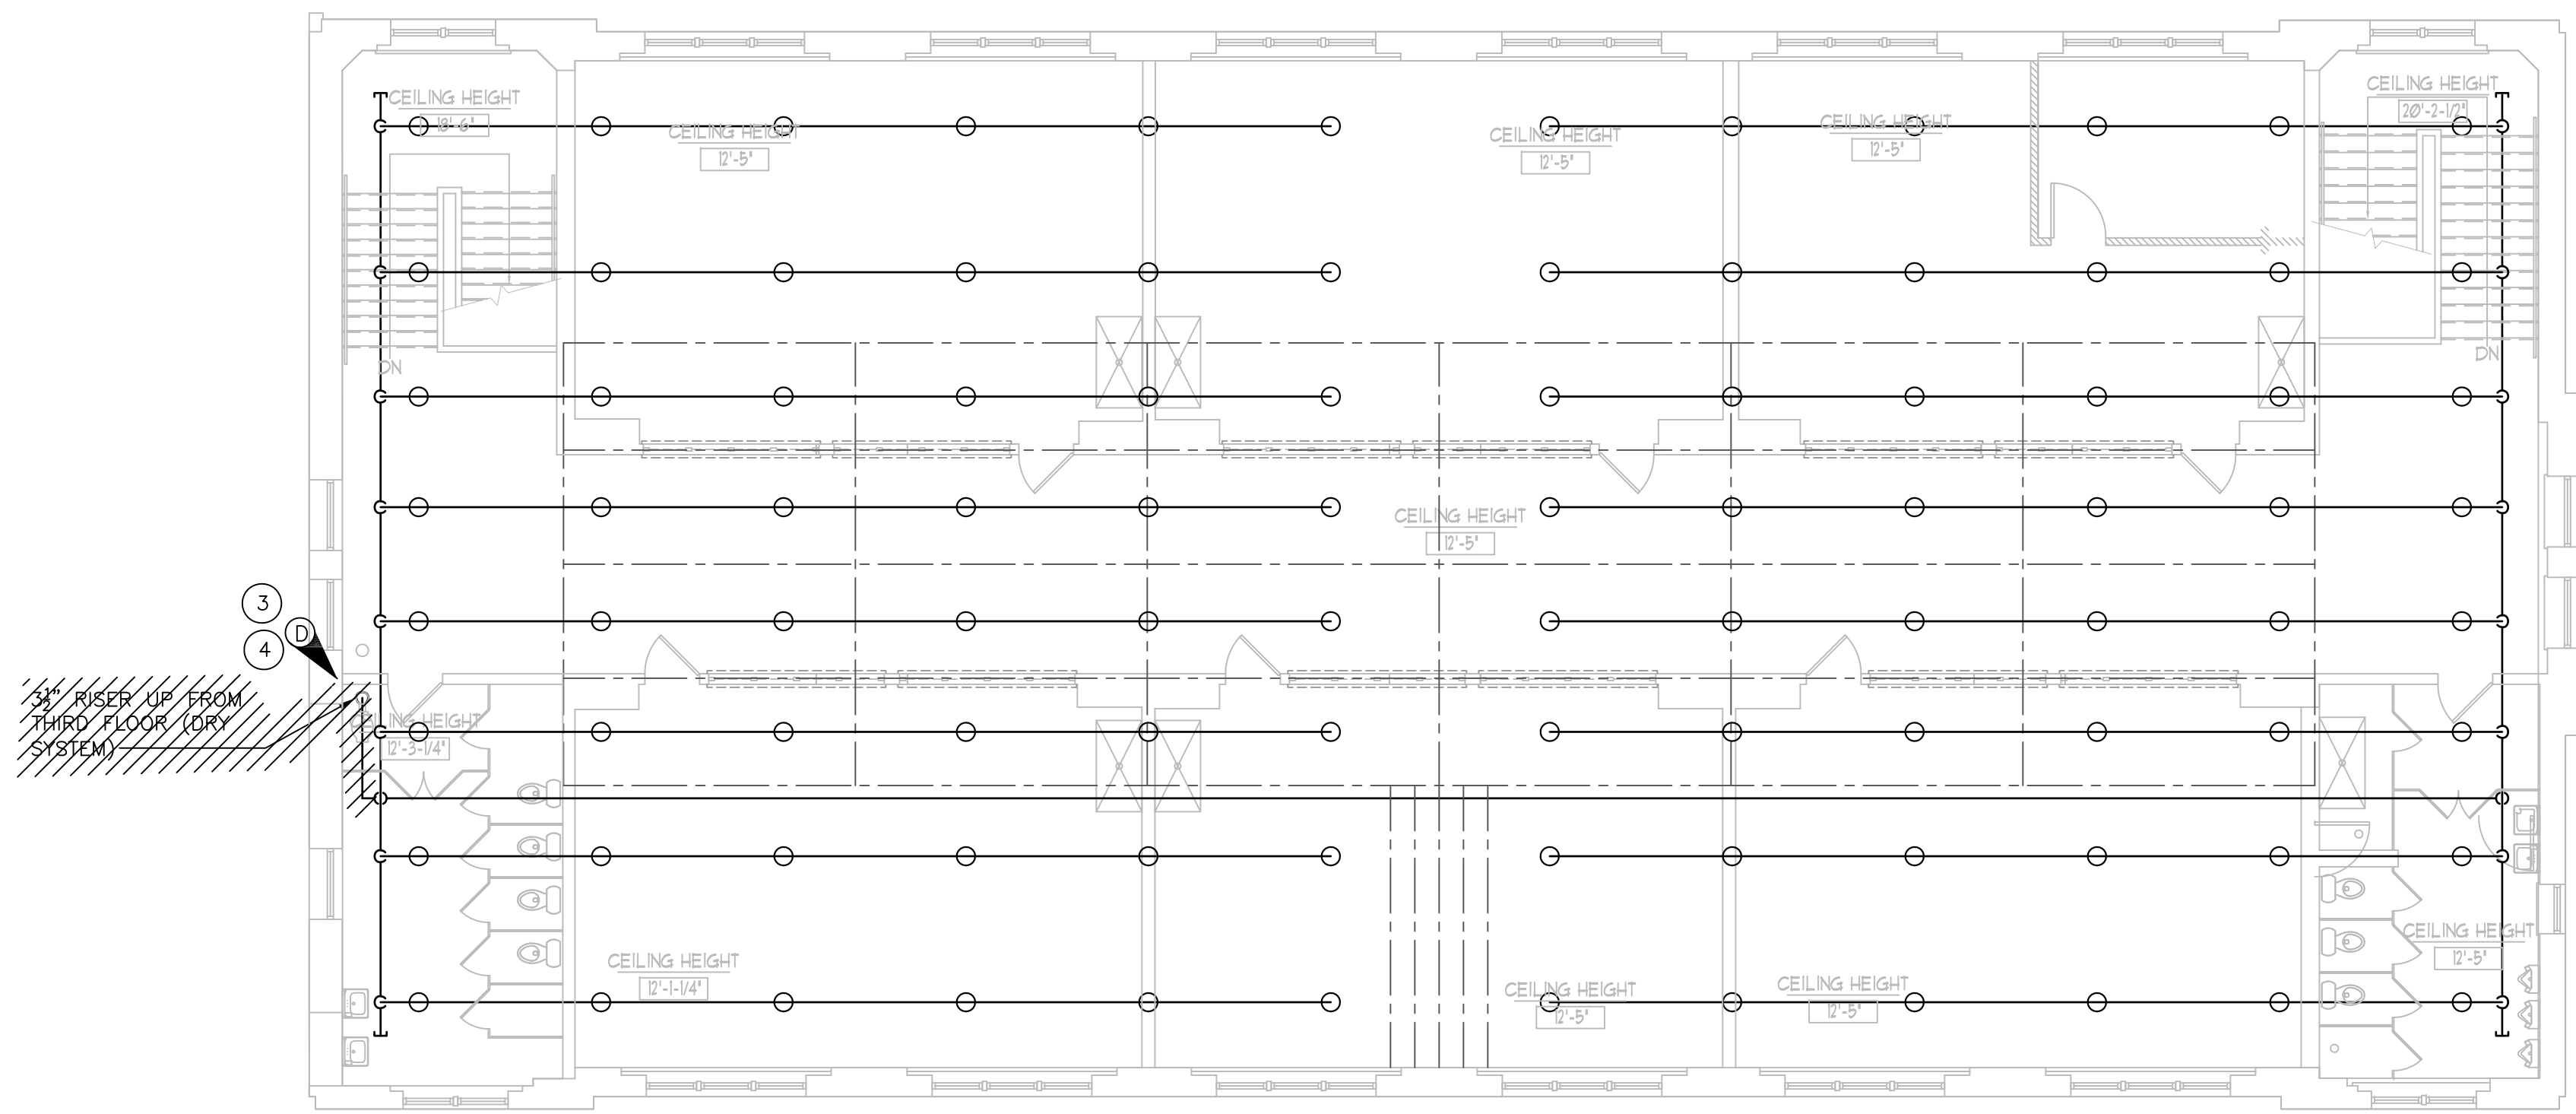 CEILING HEIGHT
18'-6"
CEILING HEIGHT
12'-5"
CEILING HEIGHT
12'-5"
CEILING HEIGHT
12'-5"
CEILING HEIGHT
20'-2-1/2"
DN
DN
CEILING HEIGHT
12'-5"
3
4
D
3½" RISER UP FROM
THIRD FLOOR (DRY
SYSTEM)
CEILING HEIGHT
12'-3-1/4"
CEILING HEIGHT
12'-1-1/4"
CEILING HEIGHT
12'-5"
CEILING HEIGHT
12'-5"
CEILING HEIGHT
12'-5"